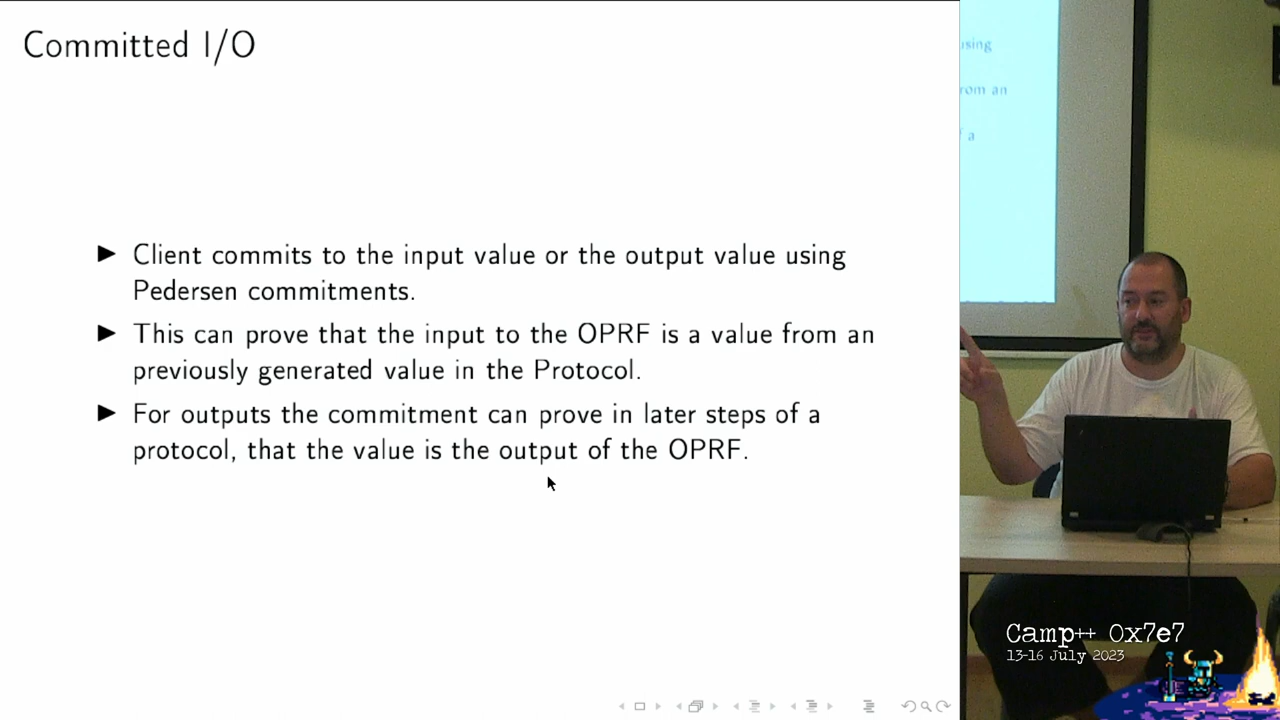 Committed I/O
Client commits to the input value or the output value using
Pedersen commitments.
This can prove that the input to the OPRF is a value from an
previously generated value in the Protocol.
For outputs the commitment can prove in later steps of a
protocol, that the value is the output of the OPRF.
using
rom an
f a
Camp++ 0x7e7
13-16 July 2023